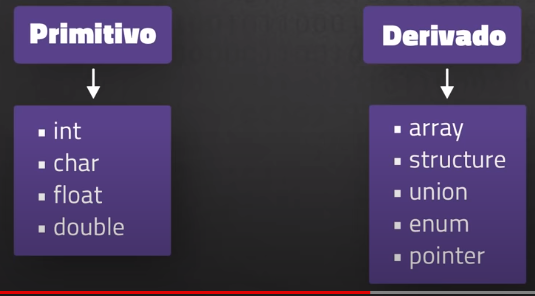 Primitivo
▪ int
▪ char
▪ float
▪ double
Derivado
▪ array
▪ structure
▪ union
▪ enum
▪ pointer